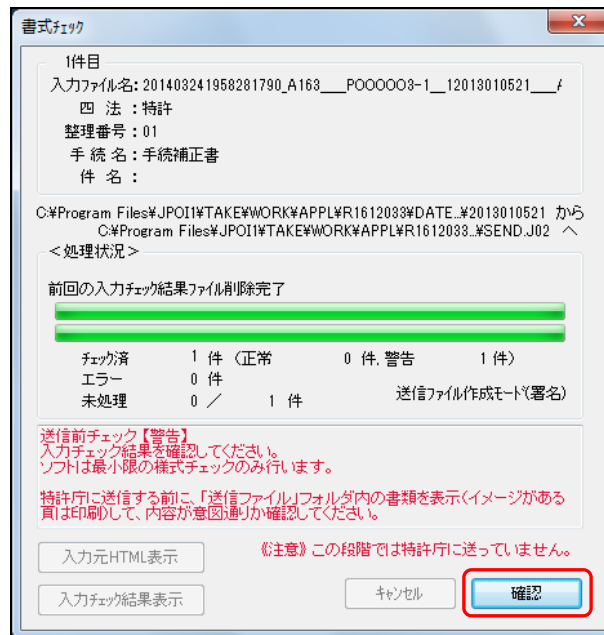 書式ﾁｪｯｸ
1件目
入力ファイル名: 201403241958281790_A163___POOOOO3-1__12013010521___/
四 法 : 特許
整理番号 : 01
手 続 名 : 手続補正書
件 名 :
C:¥Program Files¥JPOI1¥TAKE¥WORK¥APPL¥R1612033¥DATE..¥2013010521 から
C:¥Program Files¥JPOI1¥TAKE¥WORK¥APPL¥R1612033..¥SEND.J02 へ
＜処理状況＞
前回の入力ﾁｪｯｸ結果ﾌｧｲﾙ削除完了
ﾁｪｯｸ済 1 件 (正常 0 件, 警告 1 件)
エラー 0 件
未処理 0 ／ 1 件 送信ﾌｧｲﾙ作成ﾓｰﾄﾞ(署名)
送信前チェック【警告】
入力チェック結果を確認してください。
ソフトは最小限の様式チェックのみ行います。
特許庁に送信する前に、「送信ファイル」フォルダ内の書類を表示(イメージがある
頁は印刷)して、内容が意図通りか確認してください。
入力元HTML表示 《注意》この段階では特許庁に送っていません。
入力ﾁｪｯｸ結果表示 ｷｬﾝｾﾙ 確認